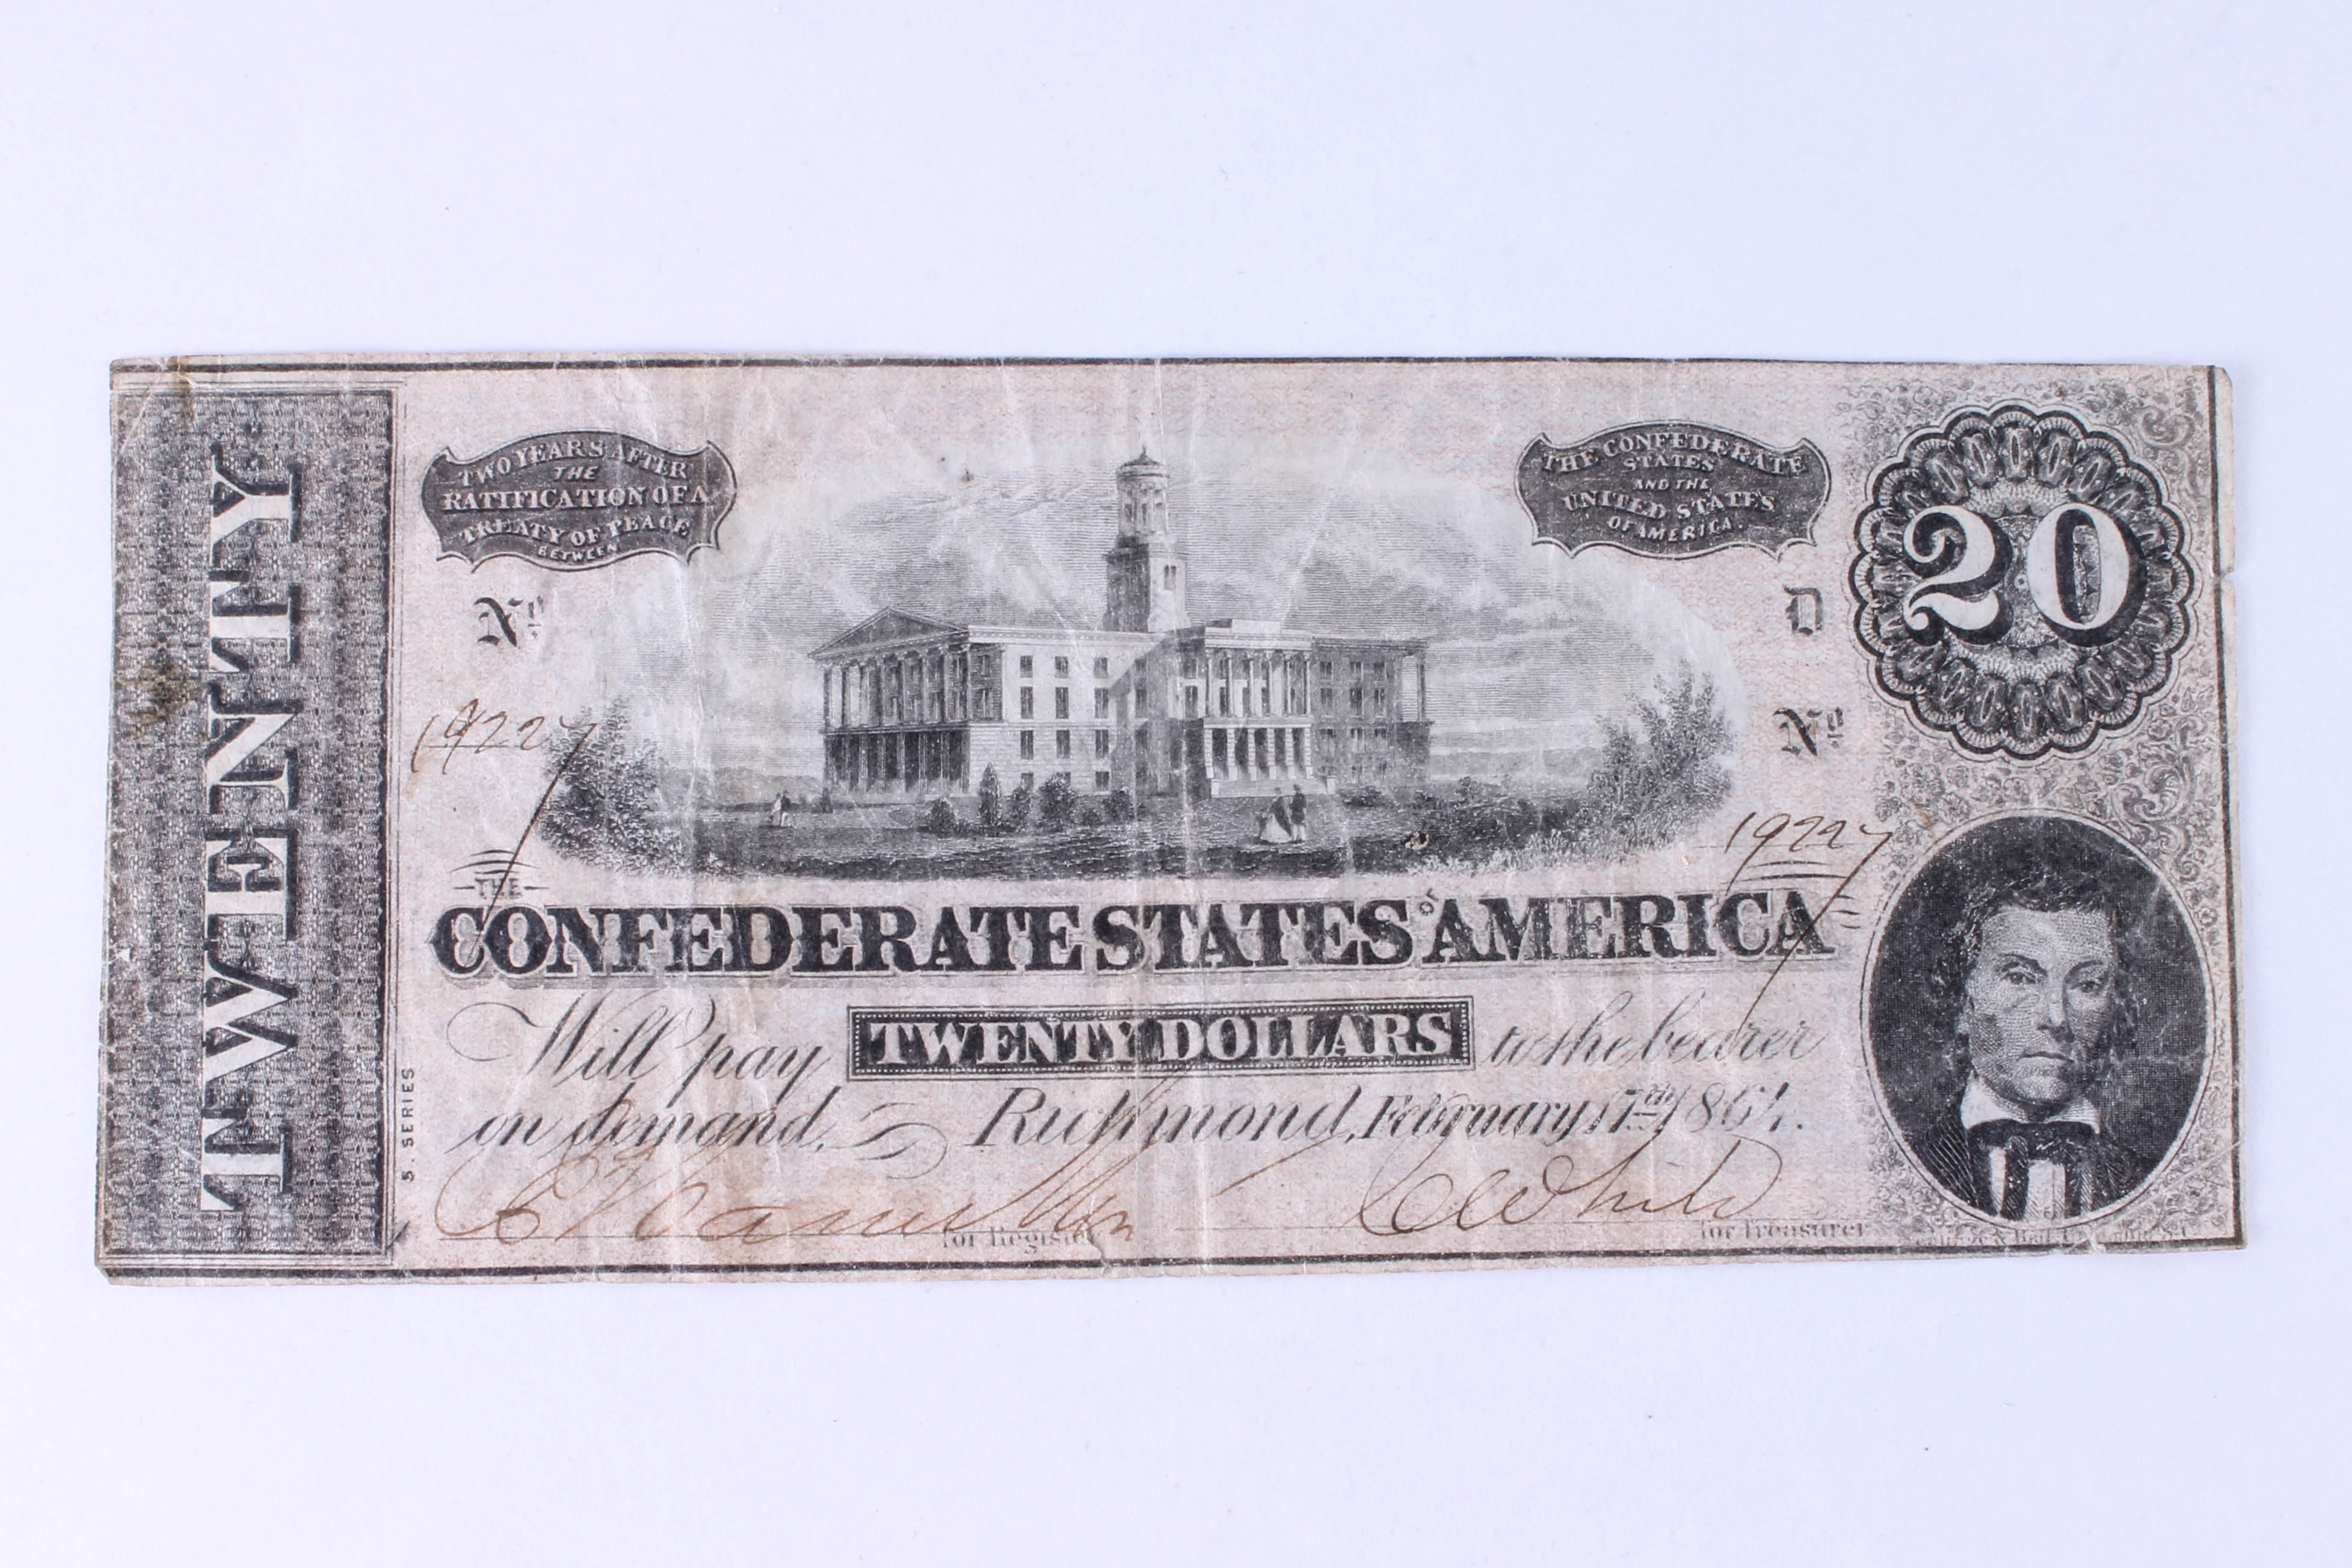 TWENTY
TWO YEARS AFTER
THE
RATIFICATION OF A
TREATY OF PEACE
BETWEEN
THE CONFEDERATE
STATES
AND THE
UNITED STATES
OF AMERICA.
20
No.
D
No.
19227
19227
THE
CONFEDERATE STATES OF AMERICA
Will pay TWENTY DOLLARS to the bearer
on demand. Richmond, February 17th 1864.
5. SERIES
for Register
for Treasurer